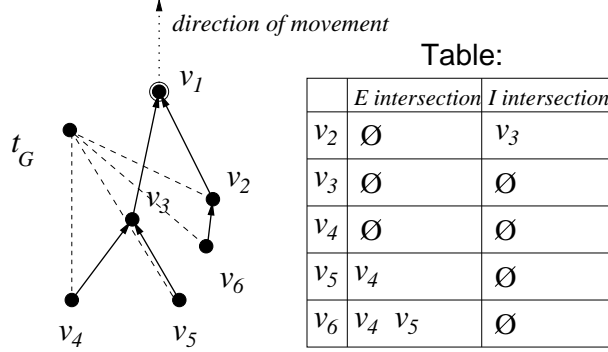 direction of movement
Table:
v1
E intersection I intersection
tG
v2 Ø v3
v2
v3 Ø Ø
v3
v4 Ø Ø
v6
v5 v4 Ø
v4 v5
v6 v4 v5 Ø